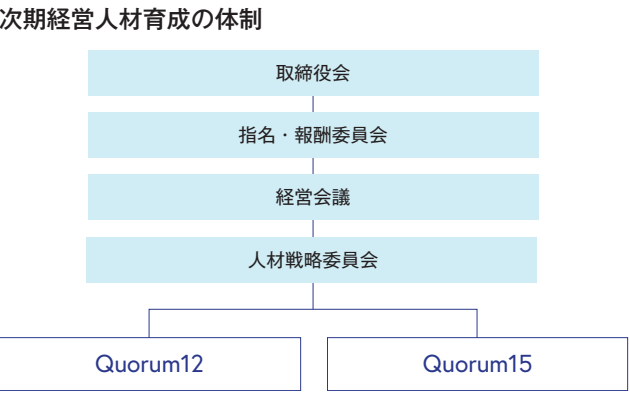 次期経営人材育成の体制
取締役会
指名・報酬委員会
経営会議
人材戦略委員会
Quorum12
Quorum15